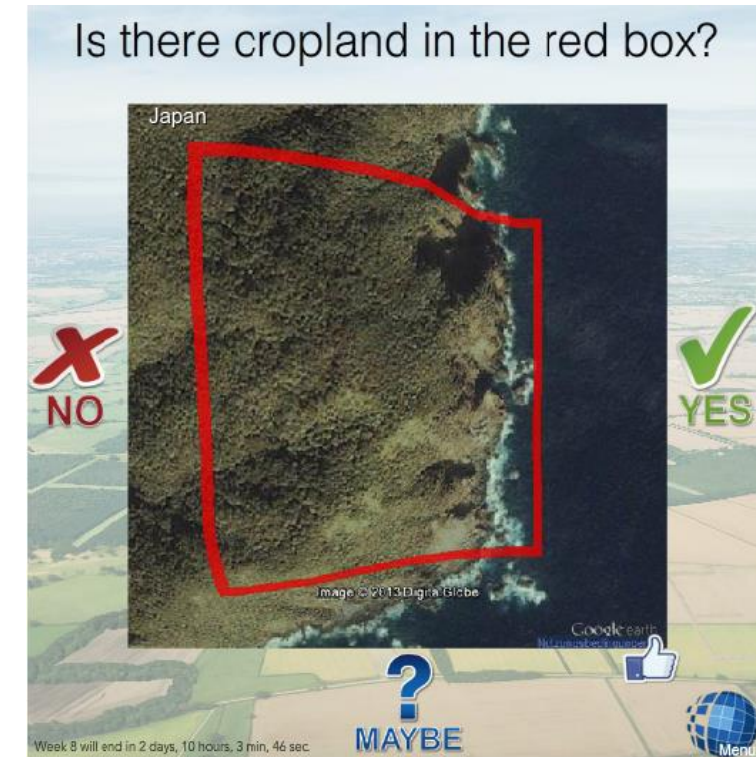 Is there cropland in the red box?
Japan
NO
YES
Image © 2013 DigitalGlobe
Google earth
?
MAYBE
Week 8 will end in 2 days, 10 hours, 3 min, 46 sec.
Menu